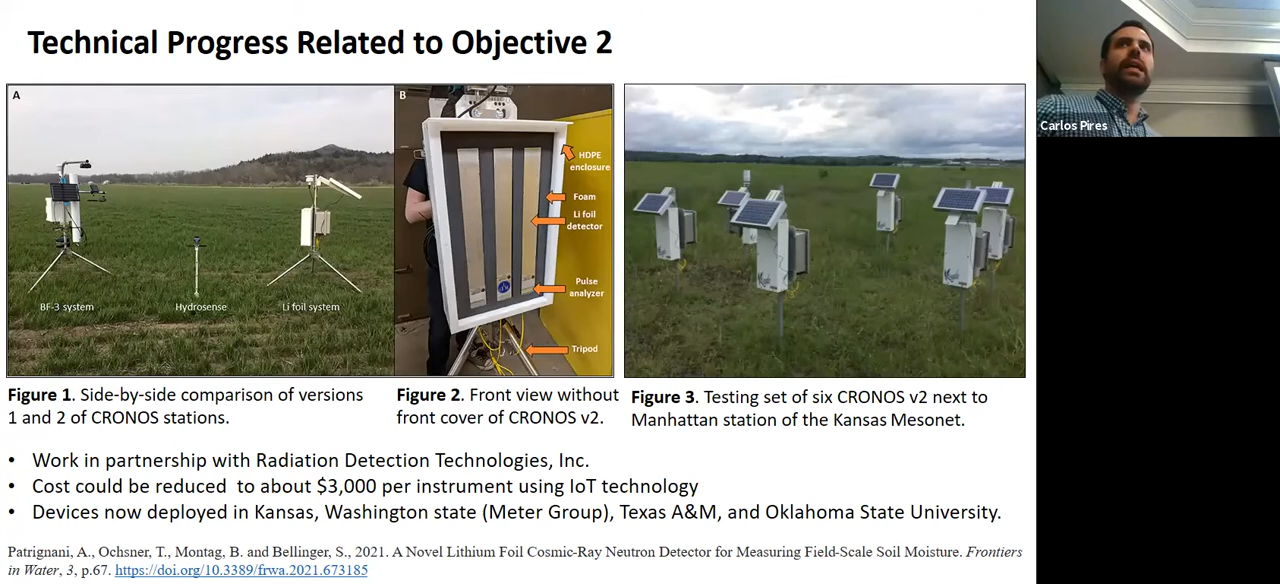 Technical Progress Related to Objective 2
A
BF-3 system
Hydrosense
Li foil system
B
HDPE
enclosure
Foam
Li foil
detector
Pulse
analyzer
Tripod
Carlos Pires
Figure 1. Side-by-side comparison of versions
1 and 2 of CRONOS stations.
Figure 2. Front view without
front cover of CRONOS v2.
Figure 3. Testing set of six CRONOS v2 next to
Manhattan station of the Kansas Mesonet.
• Work in partnership with Radiation Detection Technologies, Inc.
• Cost could be reduced to about $3,000 per instrument using IoT technology
• Devices now deployed in Kansas, Washington state (Meter Group), Texas A&M, and Oklahoma State University.
Patrignani, A., Ochsner, T., Montag, B. and Bellinger, S., 2021. A Novel Lithium Foil Cosmic-Ray Neutron Detector for Measuring Field-Scale Soil Moisture. Frontiers
in Water, 3, p.67. https://doi.org/10.3389/frwa.2021.673185